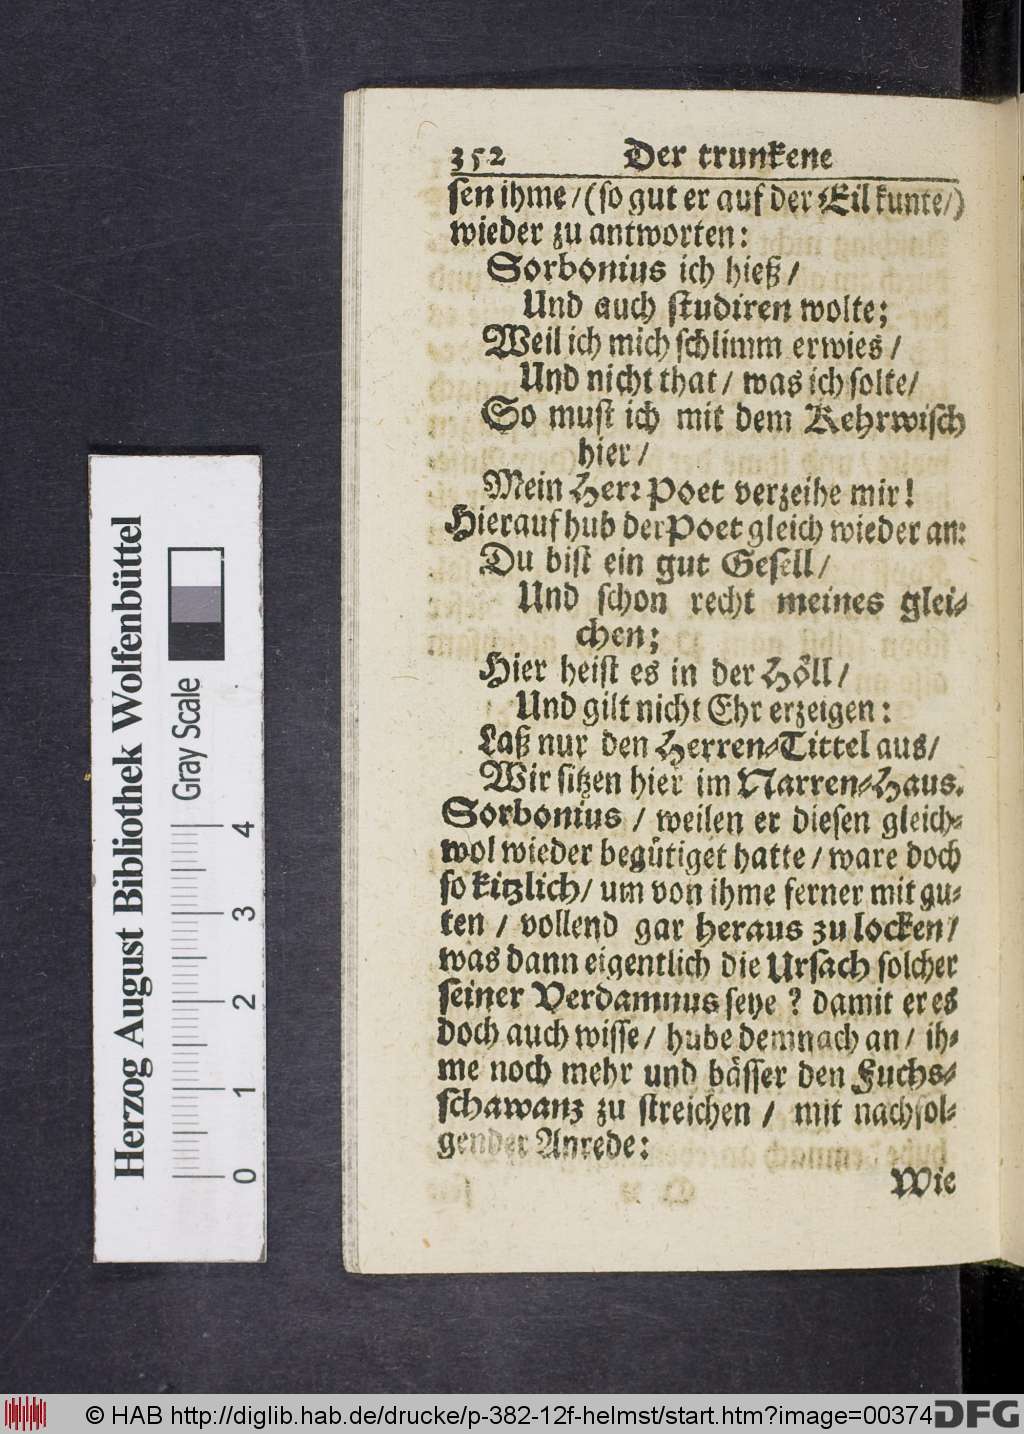 352 Der trunkene
sen ihme / (so gut er auf der Eil kunte /)
wieder zu antworten:
Sorbonius ich hieß /
Und auch studiren wolte;
Weil ich mich schlimm erwies /
Und nicht that / was ich solte /
So must ich mit dem Kehrwisch
hier /
Mein Herr Poet verzeihe mir!
Hierauf hub der Poet gleich wieder an:
Du bist ein gut Gesell /
Und schon recht meines glei-
chen;
Hier heist es in der Höll /
Und gilt nicht Ehr erzeigen:
Laß nur den Herren-Tittel aus /
Wir sitzen hier im Narren-Haus.
Sorbonius / weilen er diesen gleich-
wol wieder begütiget hatte / ware doch
so kitzlich / um von ihme ferner mit gu-
ten / vollend gar heraus zu locken /
was dann eigentlich die Ursach solcher
seiner Verdamnus seye? damit er es
doch auch wisse / hube demnach an / ih-
me noch mehr und bässer den Fuchs-
schawanz zu streichen / mit nachfol-
gender Anrede:
Wie
Herzog August Bibliothek Wolfenbüttel
Gray Scale
0 1 2 3 4
© HAB http://diglib.hab.de/drucke/p-382-12f-helmst/start.htm?image=00374
DFG